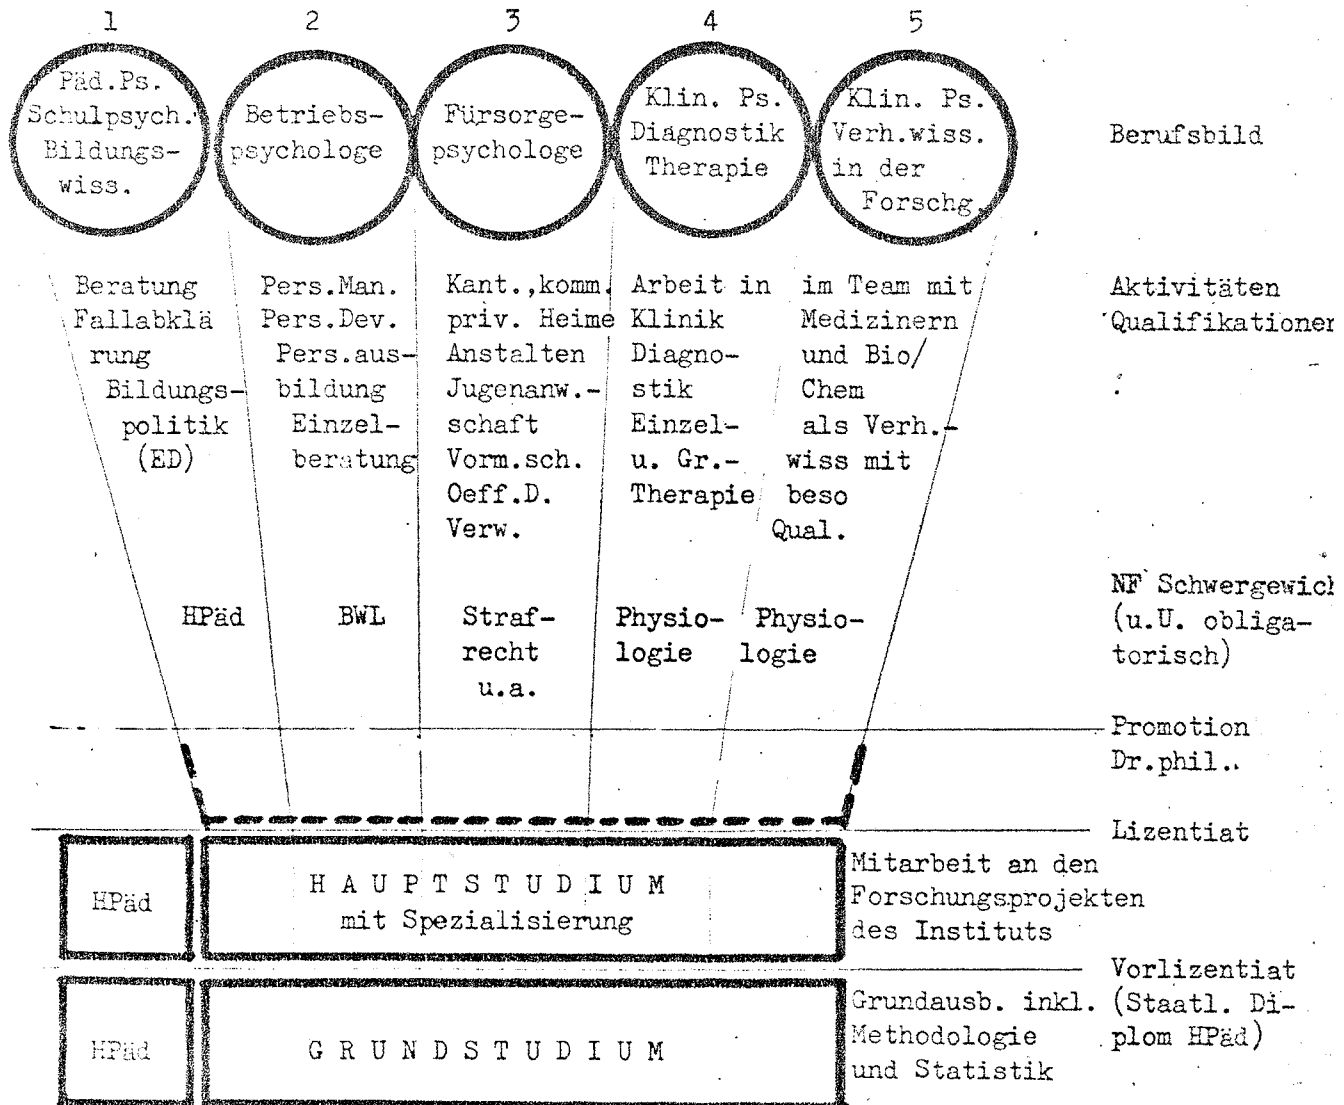 1 2 3 4 5
Päd.Ps.
Schulpsych.
Bildungs-
wiss.
Betriebs-
psychologe
Fürsorge-
psychologe
Klin. Ps.
Diagnostik
Therapie
Klin. Ps.
Verh.wiss.
in der
Forschg.
Berufsbild
Beratung
Fallabklä
rung
Bildungs-
politik
(ED)
Pers.Man.
Pers.Dev.
Pers.aus-
bildung
Einzel-
beratung
Kant.,komm.
priv. Heime
Anstalten
Jugenanw.-
schaft
Vorm.sch.
Oeff.D.
Verw.
Arbeit in
Klinik
Diagno-
stik
Einzel-
u. Gr.-
Therapie
im Team mit
Medizinern
und Bio/
Chem
als Verh.-
wiss mit
beso
Qual.
Aktivitäten
Qualifikationen
HPäd
BWL
Straf-
recht
u.a.
Physio-
logie
Physio-
logie
NF Schwergewich
(u.U. obliga-
torisch)
Promotion
Dr.phil..
Lizentiat
HPäd
HAUPTSTUDIUM
mit Spezialisierung
Mitarbeit an den
Forschungsprojekten
des Instituts
Vorlizentiat
(Staatl. Di-
plom HPäd)
HPäd
GRUNDSTUDIUM
Grundausb. inkl.
Methodologie
und Statistik